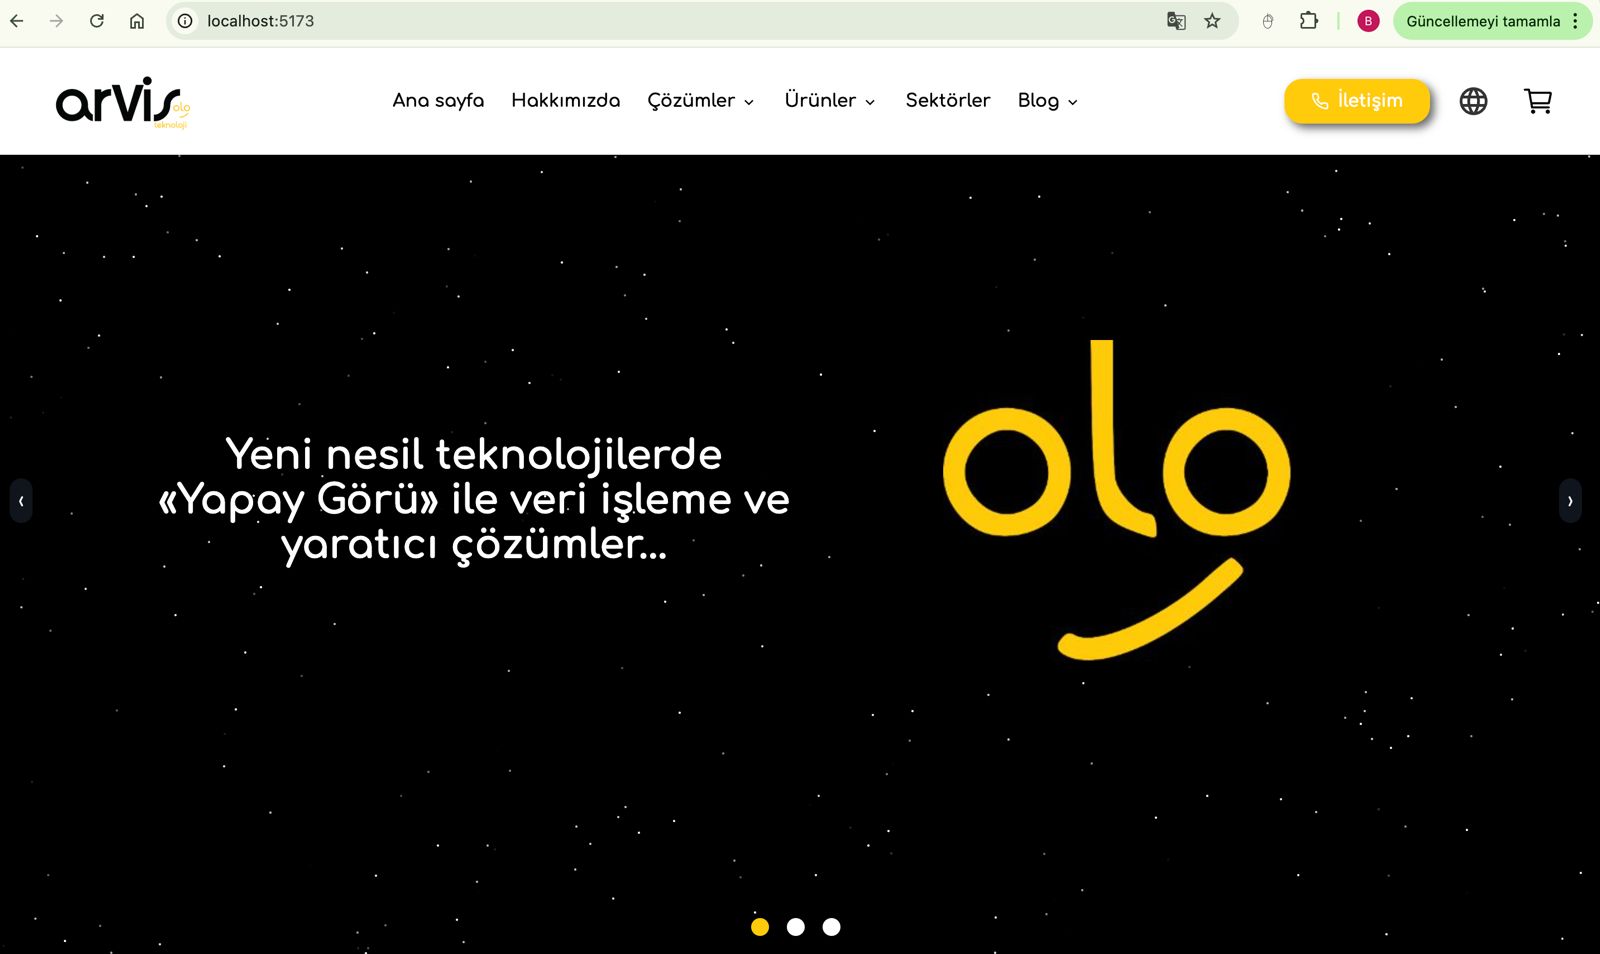 localhost:5173
B
Güncellemeyi tamamla
arvis
olo
teknoloji
Ana sayfa
Hakkımızda
Çözümler
Ürünler
Sektörler
Blog
İletişim
Yeni nesil teknolojilerde
«Yapay Görü» ile veri işleme ve
yaratıcı çözümler...
olo